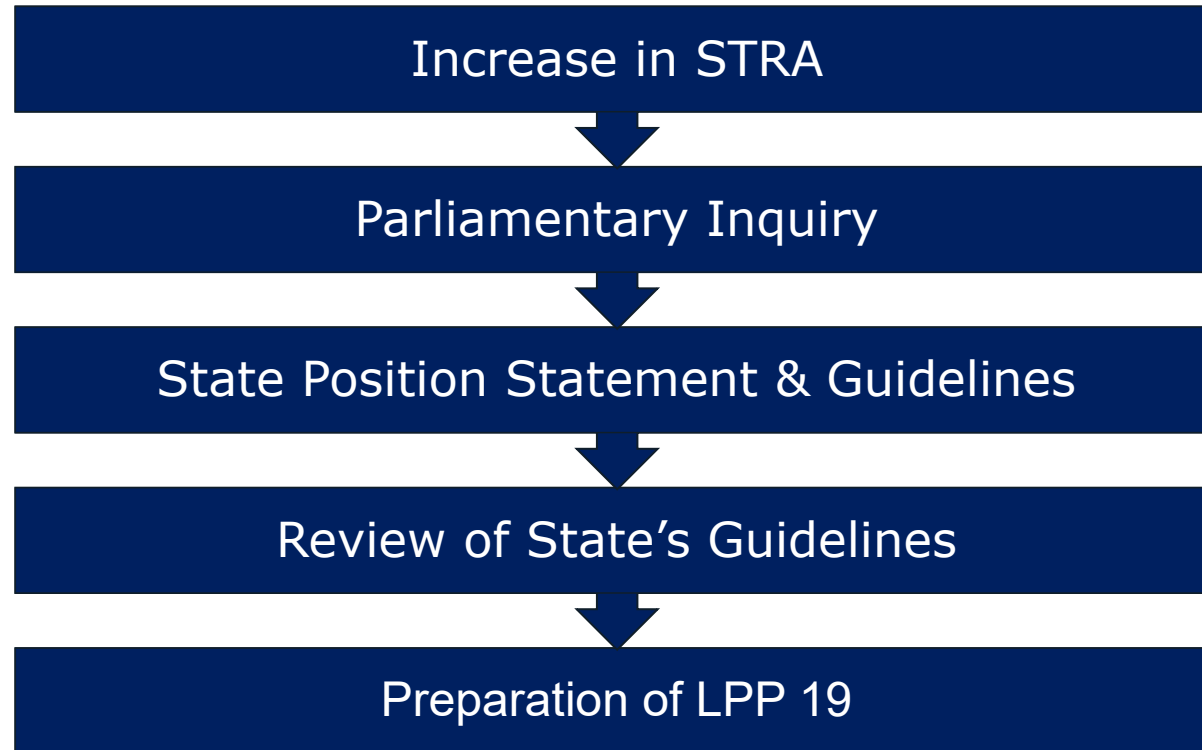 Increase in STRA
Parliamentary Inquiry
State Position Statement & Guidelines
Review of State’s Guidelines
Preparation of LPP 19